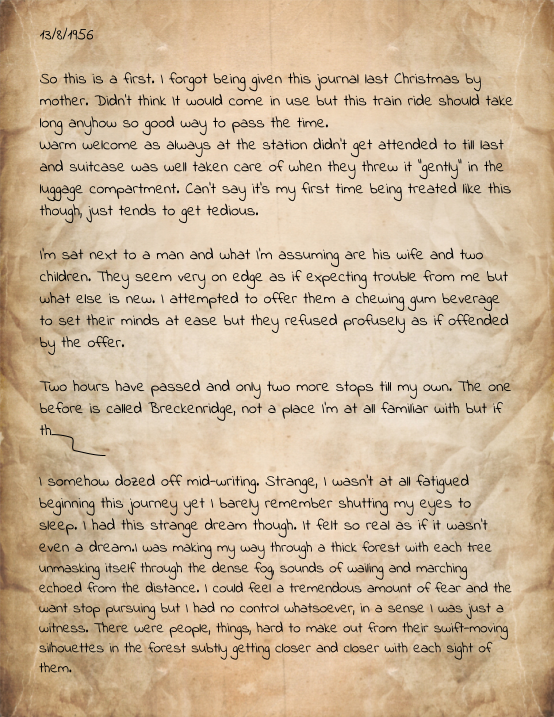 13/8/1956
So this is a first. I forgot being given this journal last Christmas by
mother. Didn't think it would come in use but this train ride should take
long anyhow so good way to pass the time.
Warm welcome as always at the station didn't get attended to till last
and suitcase was well taken care of when they threw it "gently" in the
luggage compartment. Can't say it's my first time being treated like this
though, just tends to get tedious.
I'm sat next to a man and what I'm assuming are his wife and two
children. They seem very on edge as if expecting trouble from me but
what else is new. I attempted to offer them a chewing gum beverage
to set their minds at ease but they refused profusely as if offended
by the offer.
Two hours have passed and only two more stops till my own. The one
before is called Breckenridge, not a place I'm at all familiar with but if
th
I somehow dozed off mid-writing. Strange, I wasn't at all fatigued
beginning this journey yet I barely remember shutting my eyes to
sleep. I had this strange dream though. It felt so real as if it wasn't
even a dream.I was making my way through a thick forest with each tree
unmasking itself through the dense fog, sounds of wailing and marching
echoed from the distance. I could feel a tremendous amount of fear and the
want stop pursuing but I had no control whatsoever, in a sense I was just a
witness. There were people, things, hard to make out from their swift-moving
silhouettes in the forest subtly getting closer and closer with each sight of
them.